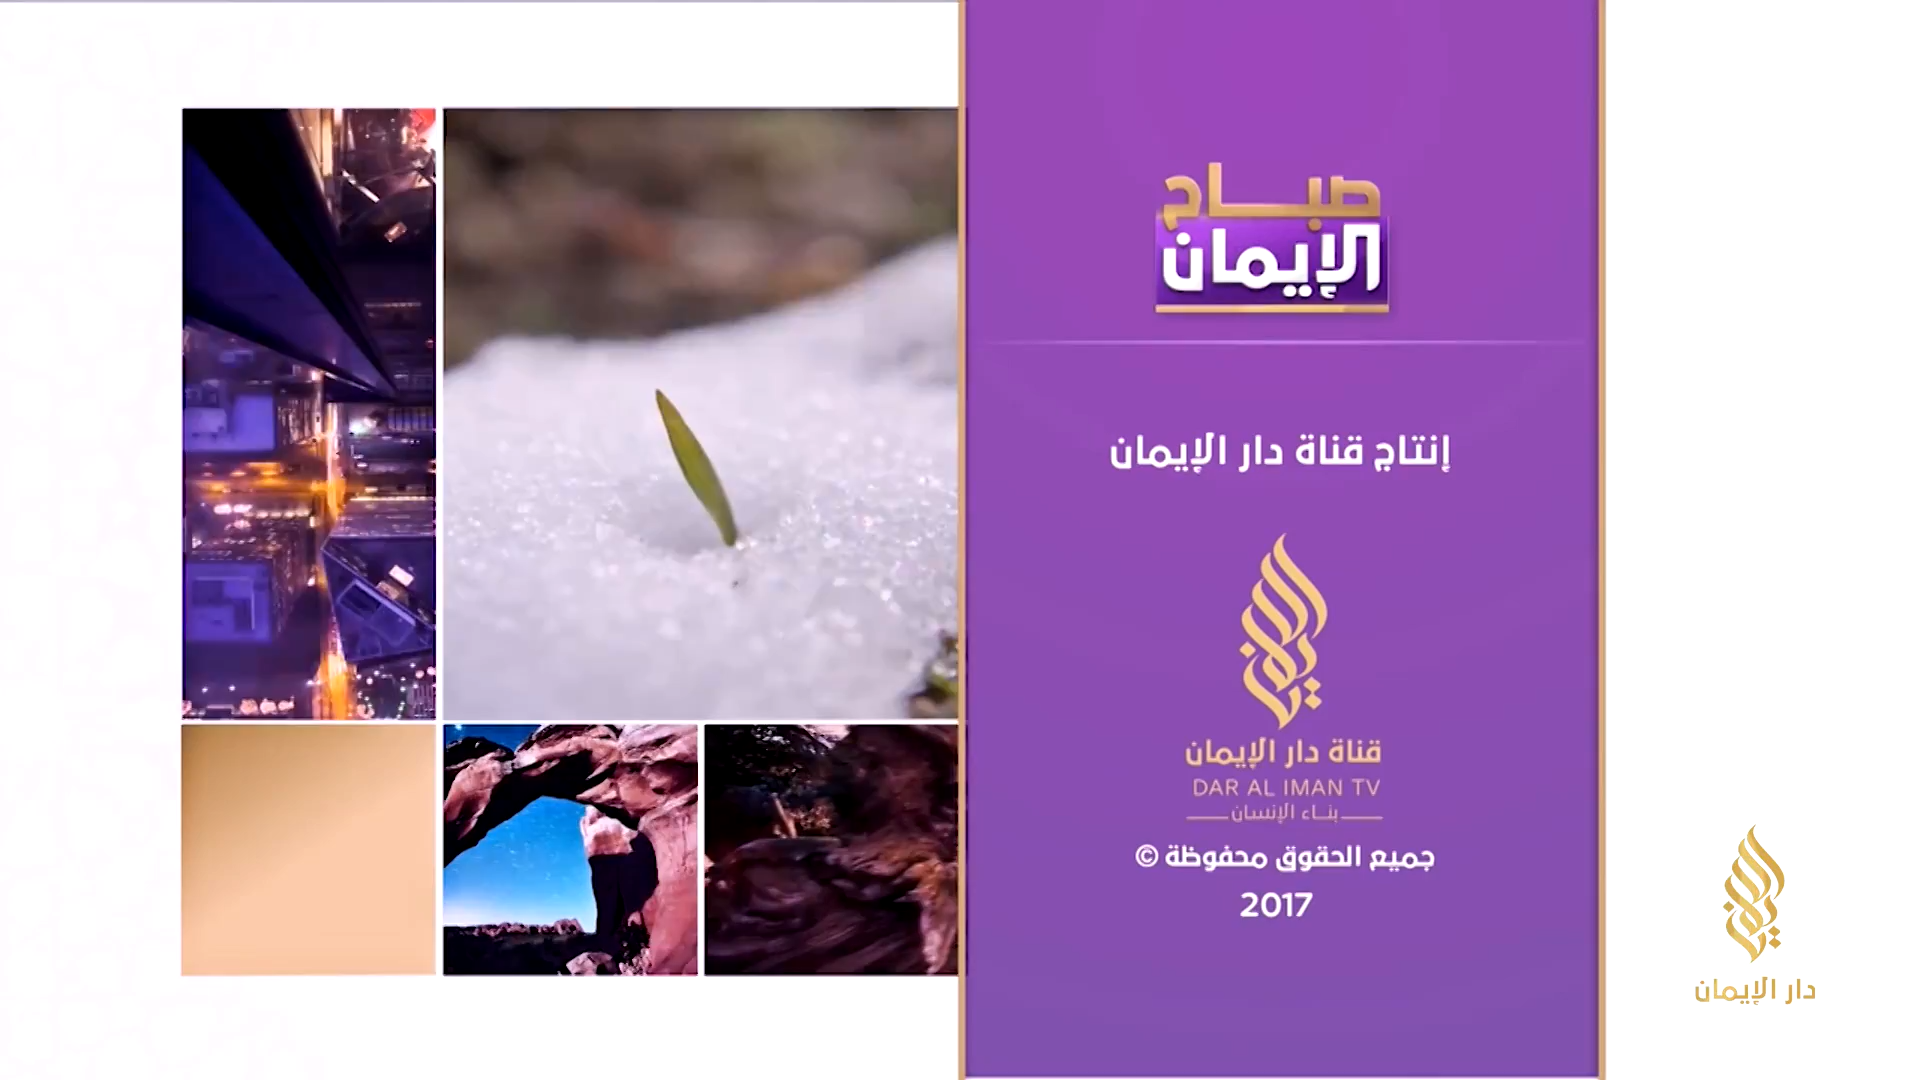 صباح
الإيمان
إنتاج قناة دار الإيمان
قناة دار الإيمان
DAR AL IMAN TV
بناء الإنسان
جميع الحقوق محفوظة ©
2017
دار الإيمان